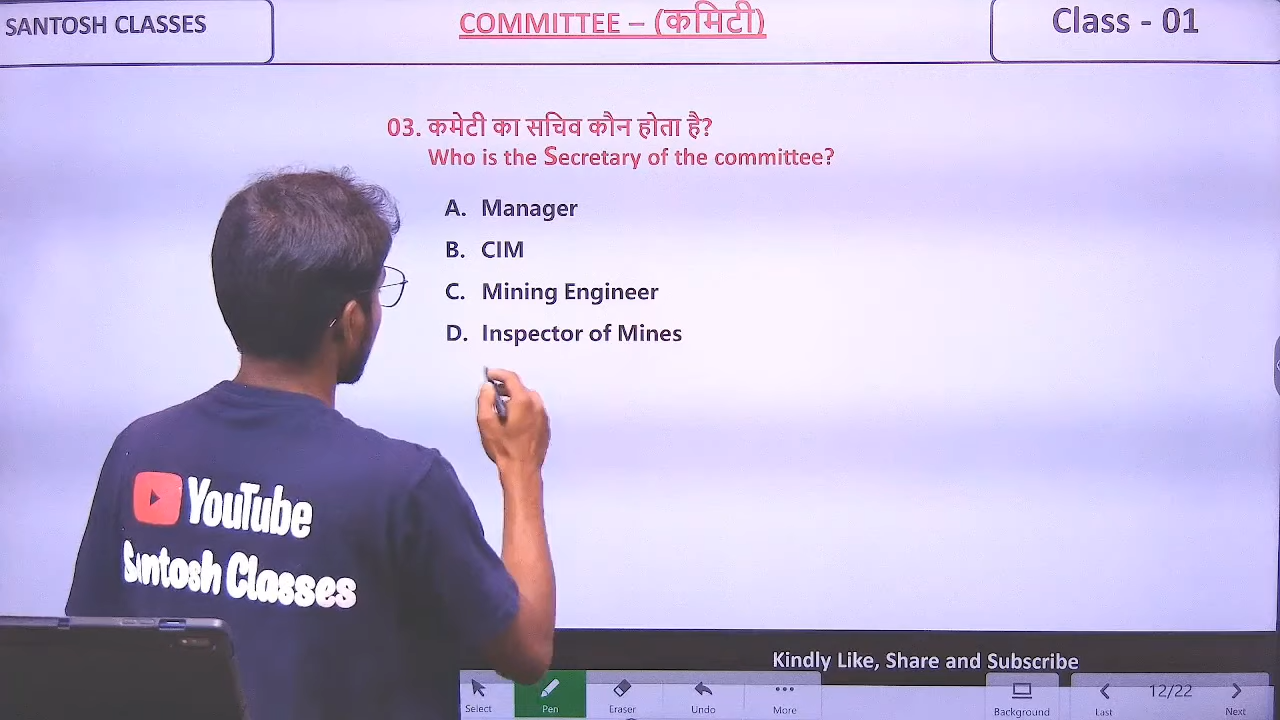 SANTOSH CLASSES
COMMITTEE – (कमिटी)
Class - 01
03. कमेटी का सचिव कौन होता है?
Who is the Secretary of the committee?
A. Manager
B. CIM
C. Mining Engineer
D. Inspector of Mines
YouTube
Santosh Classes
Kindly Like, Share and Subscribe
Select
Pen
Eraser
Undo
More
Background
Last
12/22
Next